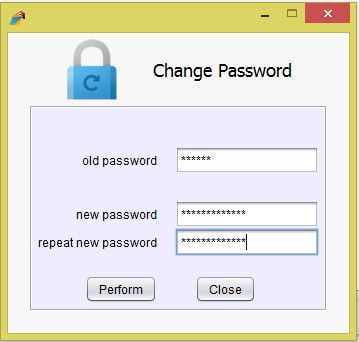 Change Password
old password ******
new password *************
repeat new password *************
Perform Close